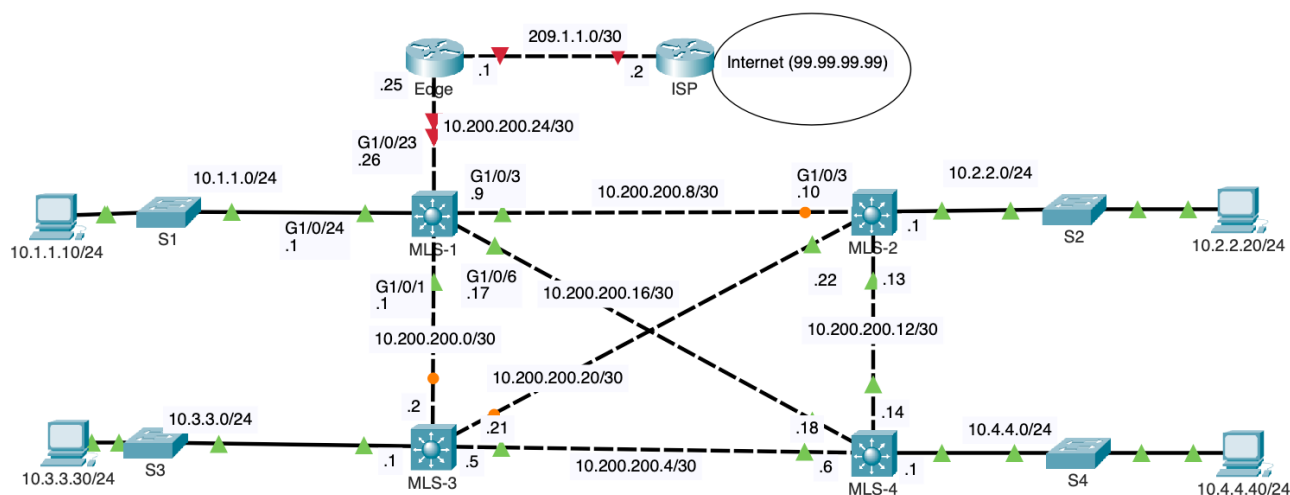 209.1.1.0/30
.1
.2
Internet (99.99.99.99)
.25
Edge
ISP
10.200.200.24/30
G1/0/23
.26
10.1.1.0/24
G1/0/3
.9
10.200.200.8/30
G1/0/3
.10
10.2.2.0/24
S1
G1/0/24
.1
MLS-1
MLS-2
.1
S2
10.1.1.10/24
10.2.2.20/24
G1/0/1
.1
G1/0/6
.17
10.200.200.16/30
.22
.13
10.200.200.0/30
10.200.200.12/30
10.200.200.20/30
10.3.3.0/24
.2
.21
.18
.14
10.4.4.0/24
S3
.1
.5
10.200.200.4/30
.6
.1
S4
10.3.3.30/24
MLS-3
MLS-4
10.4.4.40/24